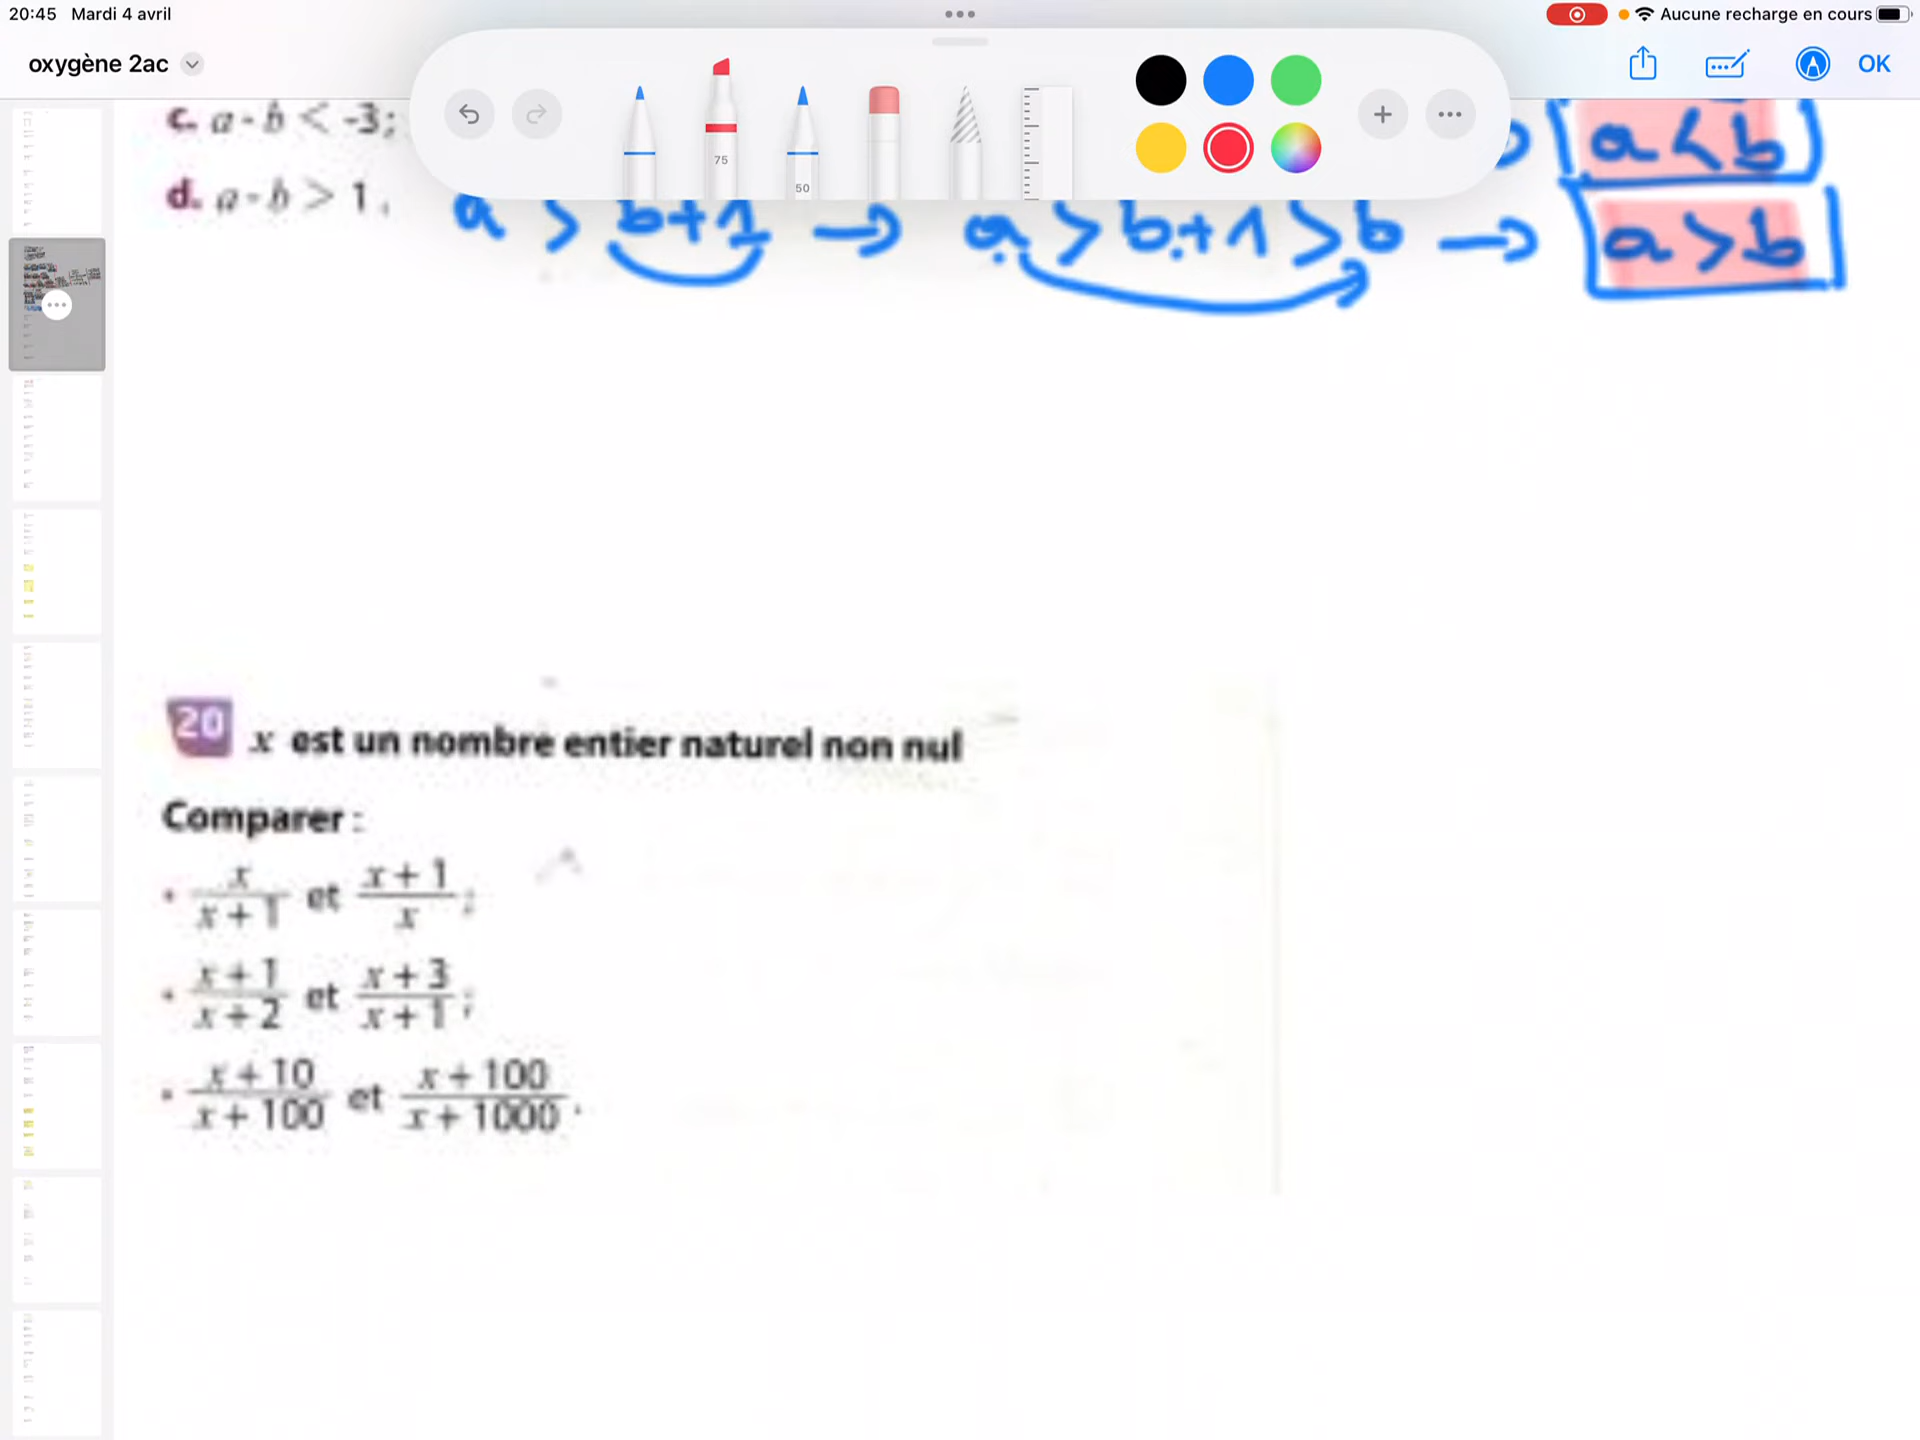 20:45 Mardi 4 avril
Aucune recharge en cours
oxygène 2ac
OK
75
50
c. a - b < -3;
a < b
d. a - b > 1.
a > b+1 → a > b+1 > b → a > b
20 x est un nombre entier naturel non nul
Comparer :
• x/(x+1) et (x+1)/x ;
• (x+1)/(x+2) et (x+3)/(x+1) ;
• (x+10)/(x+100) et (x+100)/(x+1000) .